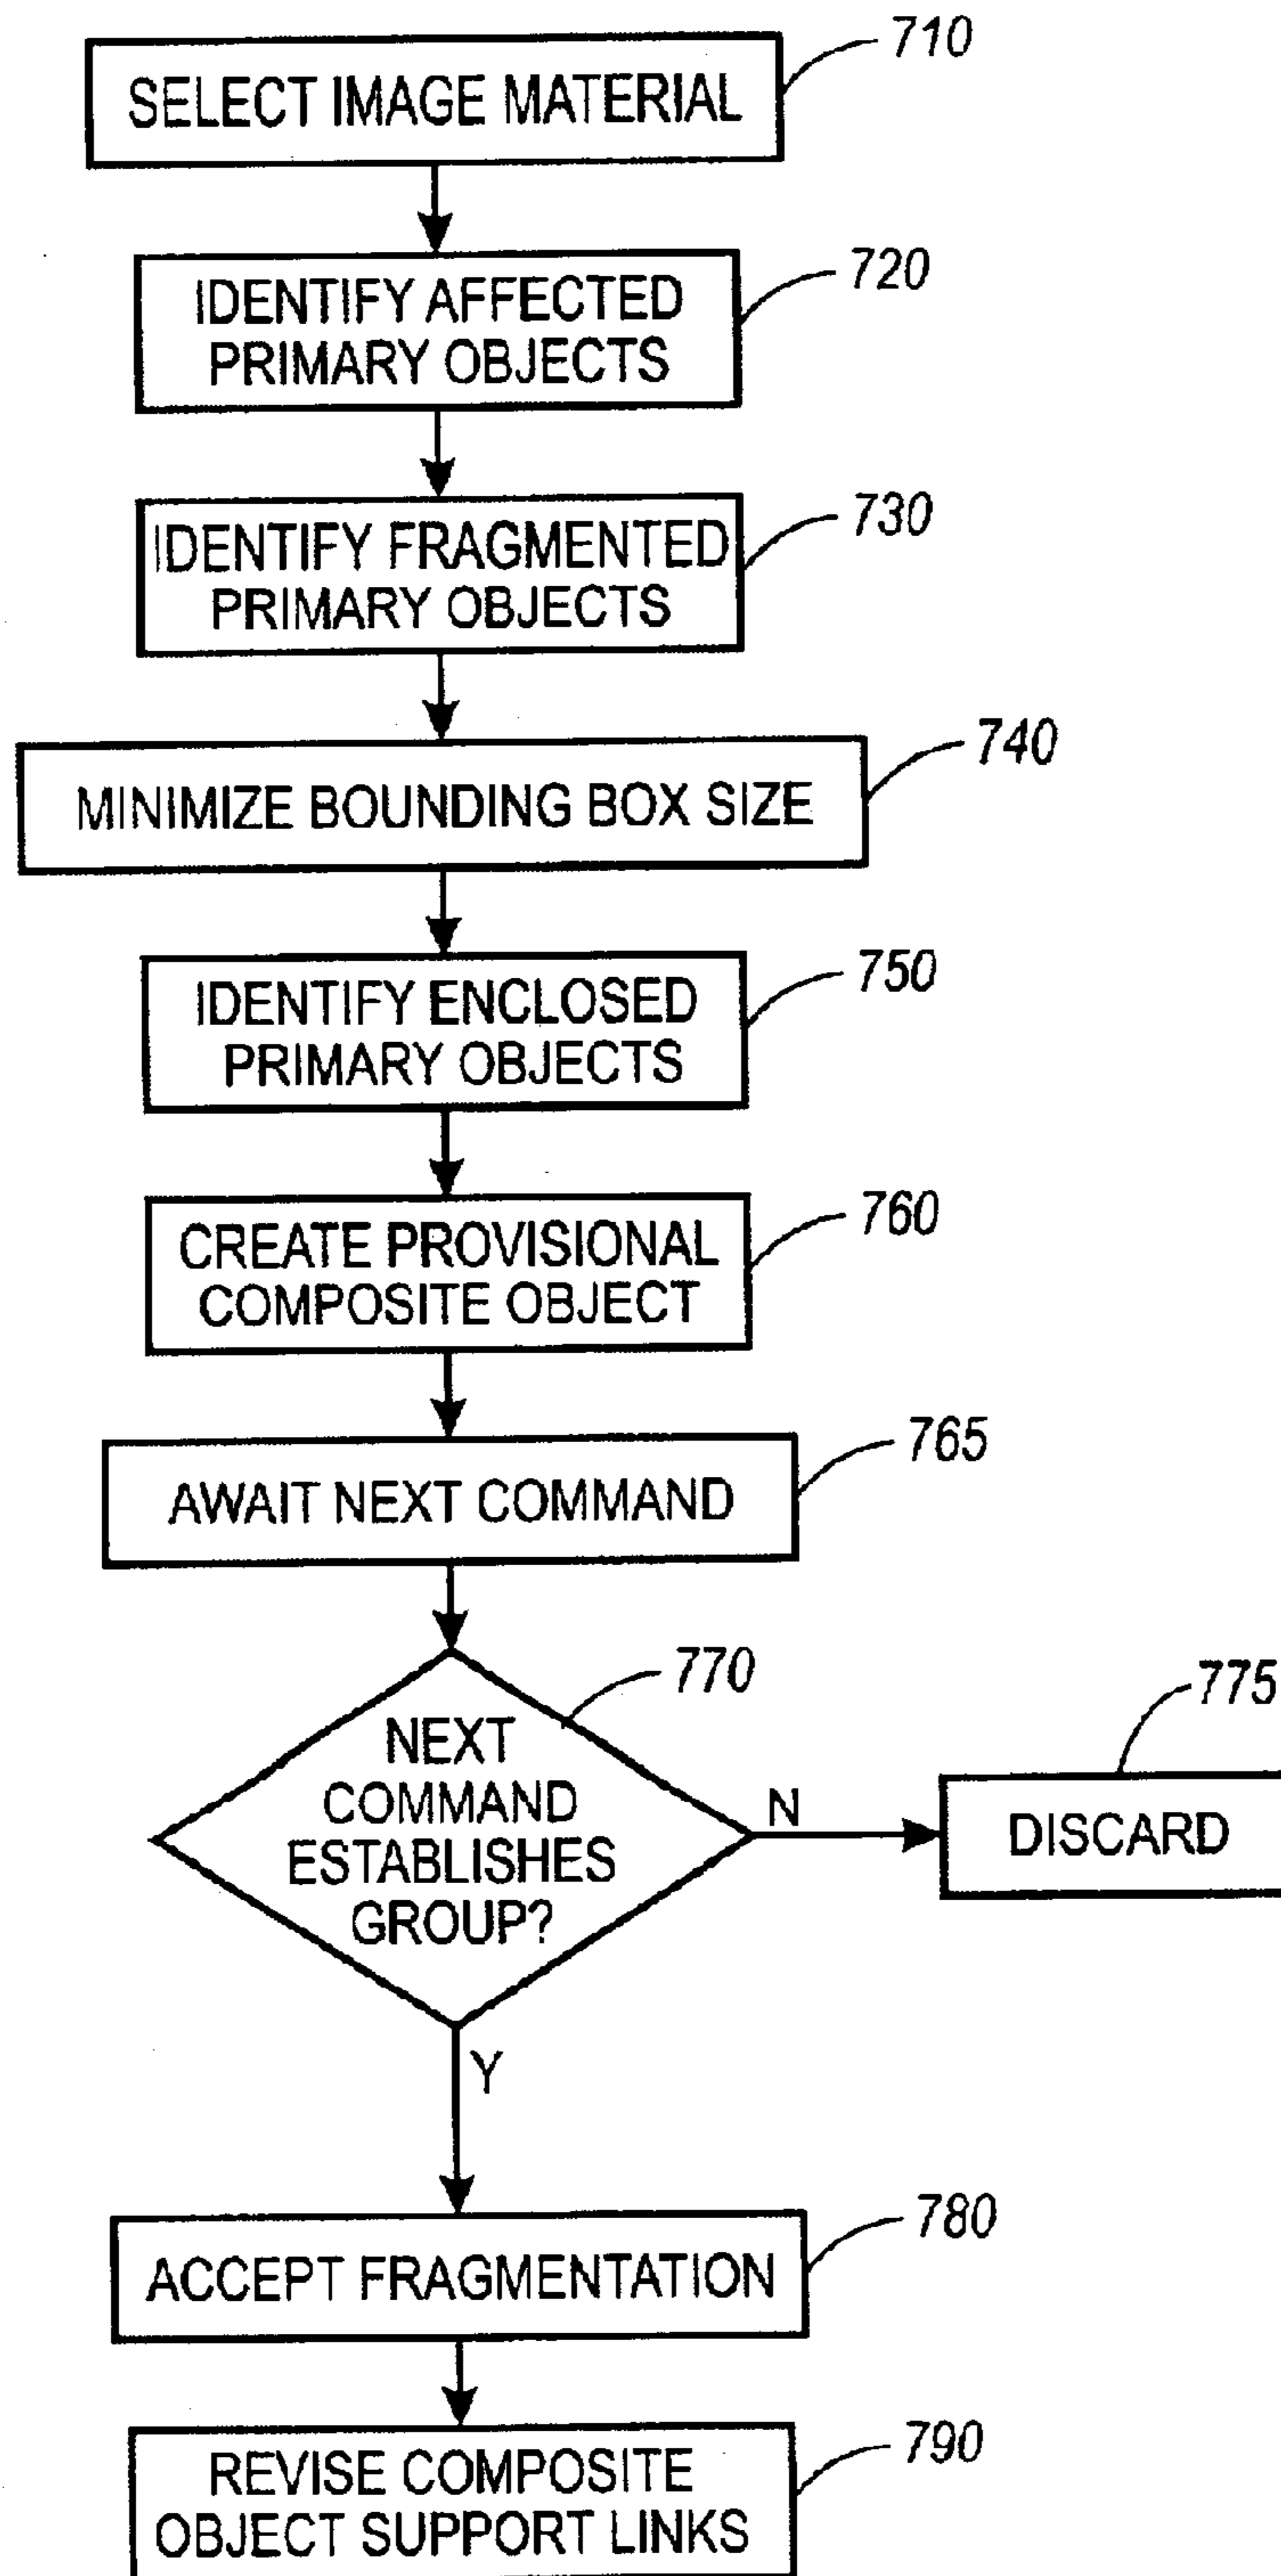 710
SELECT IMAGE MATERIAL
720
IDENTIFY AFFECTED
PRIMARY OBJECTS
730
IDENTIFY FRAGMENTED
PRIMARY OBJECTS
740
MINIMIZE BOUNDING BOX SIZE
750
IDENTIFY ENCLOSED
PRIMARY OBJECTS
760
CREATE PROVISIONAL
COMPOSITE OBJECT
765
AWAIT NEXT COMMAND
770
NEXT
COMMAND
ESTABLISHES
GROUP?
N
775
DISCARD
Y
780
ACCEPT FRAGMENTATION
790
REVISE COMPOSITE
OBJECT SUPPORT LINKS